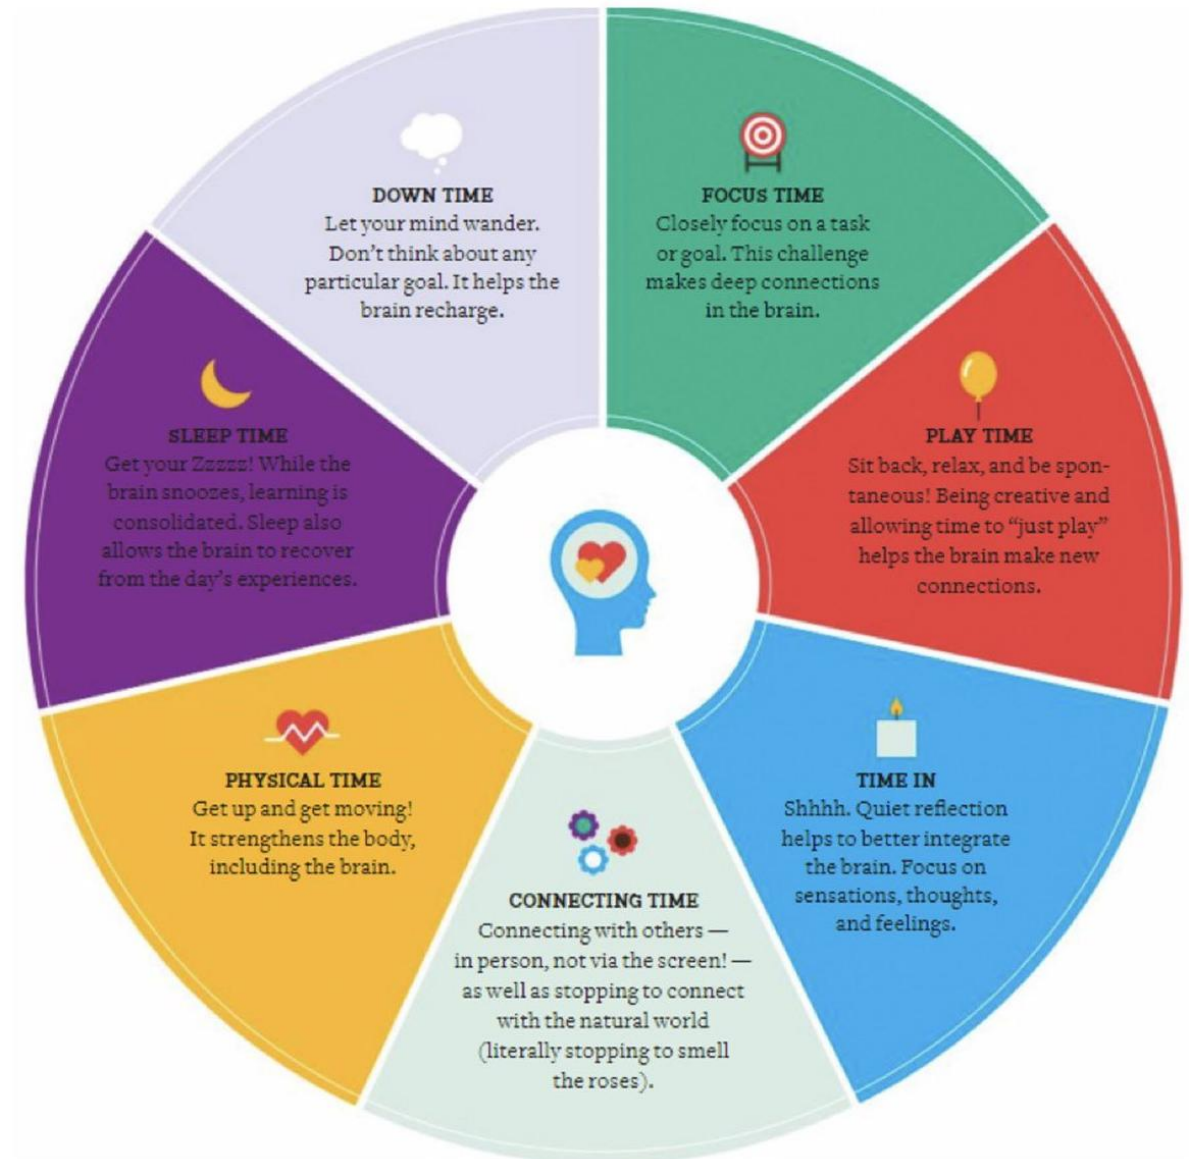 DOWN TIME
Let your mind wander.
Don't think about any
particular goal. It helps the
brain recharge.
FOCUS TIME
Closely focus on a task
or goal. This challenge
makes deep connections
in the brain.
SLEEP TIME
Get your Zzzzz! While the
brain snoozes, learning is
consolidated. Sleep also
allows the brain to recover
from the day's experiences.
PLAY TIME
Sit back, relax, and be spon-
taneous! Being creative and
allowing time to “just play”
helps the brain make new
connections.
PHYSICAL TIME
Get up and get moving!
It strengthens the body,
including the brain.
CONNECTING TIME
Connecting with others —
in person, not via the screen! —
as well as stopping to connect
with the natural world
(literally stopping to smell
the roses).
TIME IN
Shhhh. Quiet reflection
helps to better integrate
the brain. Focus on
sensations, thoughts,
and feelings.